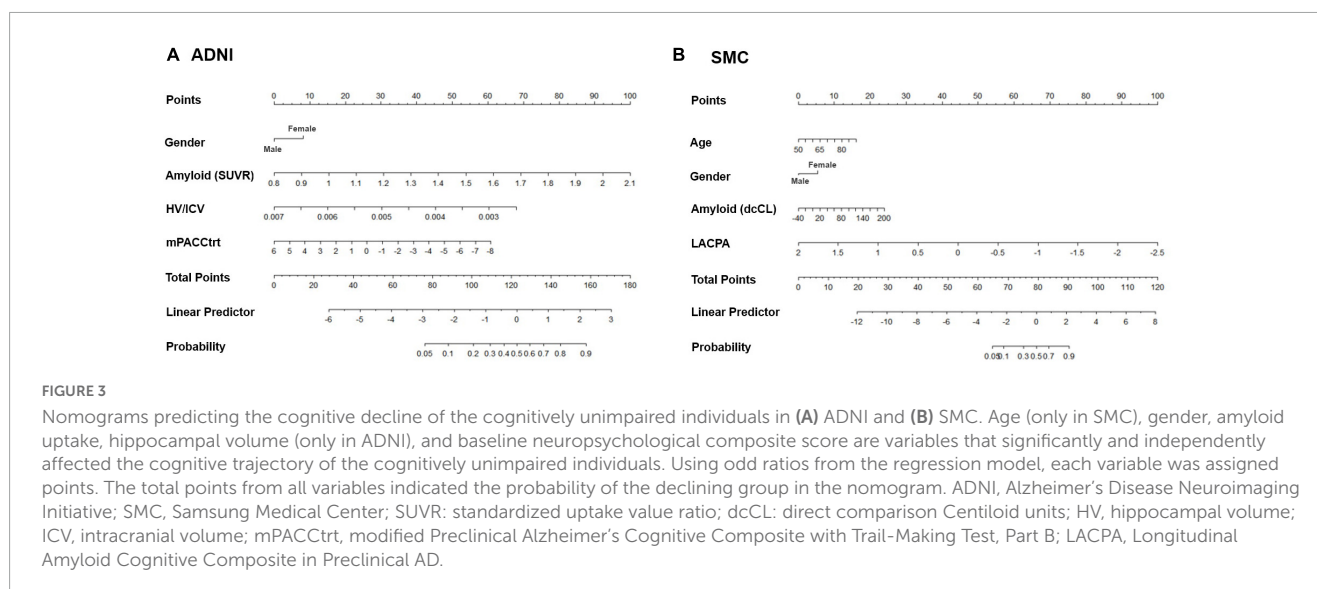 A ADNI
Points
0 10 20 30 40 50 60 70 80 90 100
Gender
Female
Male
Amyloid (SUVR)
0.8 0.9 1 1.1 1.2 1.3 1.4 1.5 1.6 1.7 1.8 1.9 2 2.1
HV/ICV
0.007 0.006 0.005 0.004 0.003
mPACCtrt
6 5 4 3 2 1 0 -1 -2 -3 -4 -5 -6 -7 -8
Total Points
0 20 40 60 80 100 120 140 160 180
Linear Predictor
-6 -5 -4 -3 -2 -1 0 1 2 3
Probability
0.05 0.1 0.2 0.3 0.4 0.5 0.6 0.7 0.8 0.9
B SMC
Points
0 10 20 30 40 50 60 70 80 90 100
Age
50 65 80
Gender
Female
Male
Amyloid (dcCL)
-40 20 80 140 200
LACPA
2 1.5 1 0.5 0 -0.5 -1 -1.5 -2 -2.5
Total Points
0 10 20 30 40 50 60 70 80 90 100 110 120
Linear Predictor
-12 -10 -8 -6 -4 -2 0 2 4 6 8
Probability
0.05 0.1 0.3 0.5 0.7 0.9
FIGURE 3
Nomograms predicting the cognitive decline of the cognitively unimpaired individuals in (A) ADNI and (B) SMC. Age (only in SMC), gender, amyloid
uptake, hippocampal volume (only in ADNI), and baseline neuropsychological composite score are variables that significantly and independently
affected the cognitive trajectory of the cognitively unimpaired individuals. Using odd ratios from the regression model, each variable was assigned
points. The total points from all variables indicated the probability of the declining group in the nomogram. ADNI, Alzheimer's Disease Neuroimaging
Initiative; SMC, Samsung Medical Center; SUVR: standardized uptake value ratio; dcCL: direct comparison Centiloid units; HV, hippocampal volume;
ICV, intracranial volume; mPACCtrt, modified Preclinical Alzheimer's Cognitive Composite with Trail-Making Test, Part B; LACPA, Longitudinal
Amyloid Cognitive Composite in Preclinical AD.